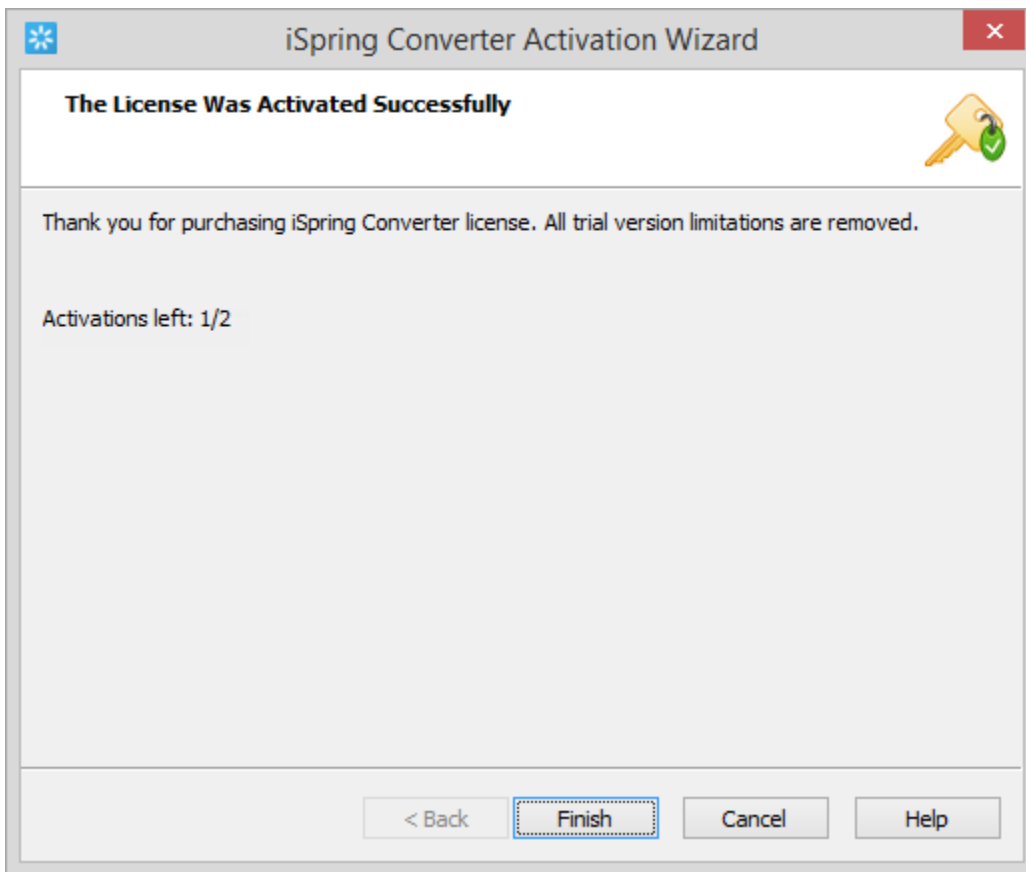 iSpring Converter Activation Wizard
The License Was Activated Successfully
Thank you for purchasing iSpring Converter license. All trial version limitations are removed.
Activations left: 1/2
< Back Finish Cancel Help